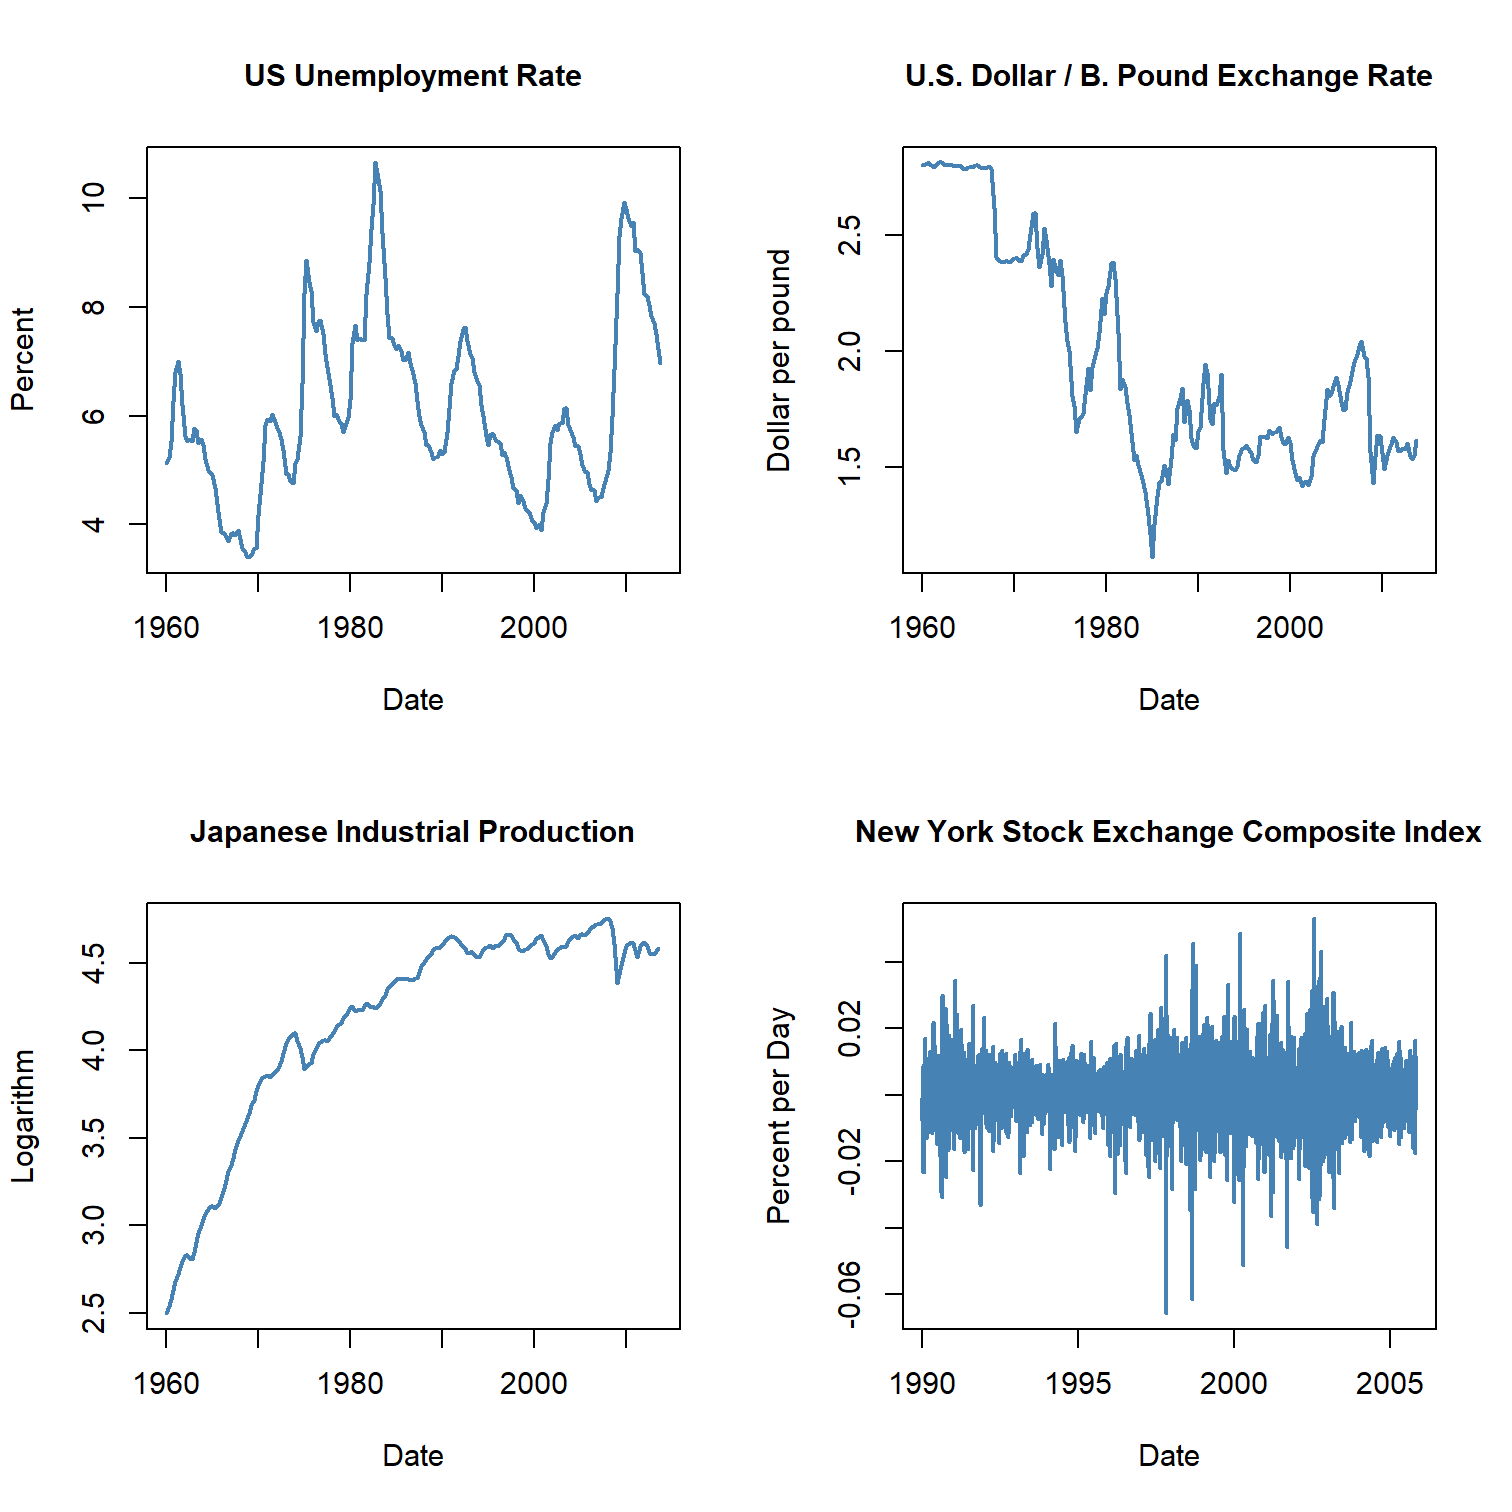 US Unemployment Rate
Percent
10
8
6
4
1960 1980 2000
Date
U.S. Dollar / B. Pound Exchange Rate
Dollar per pound
2.5
2.0
1.5
1960 1980 2000
Date
Japanese Industrial Production
Logarithm
4.5
4.0
3.5
3.0
2.5
1960 1980 2000
Date
New York Stock Exchange Composite Index
Percent per Day
0.02
-0.02
-0.06
1990 1995 2000 2005
Date